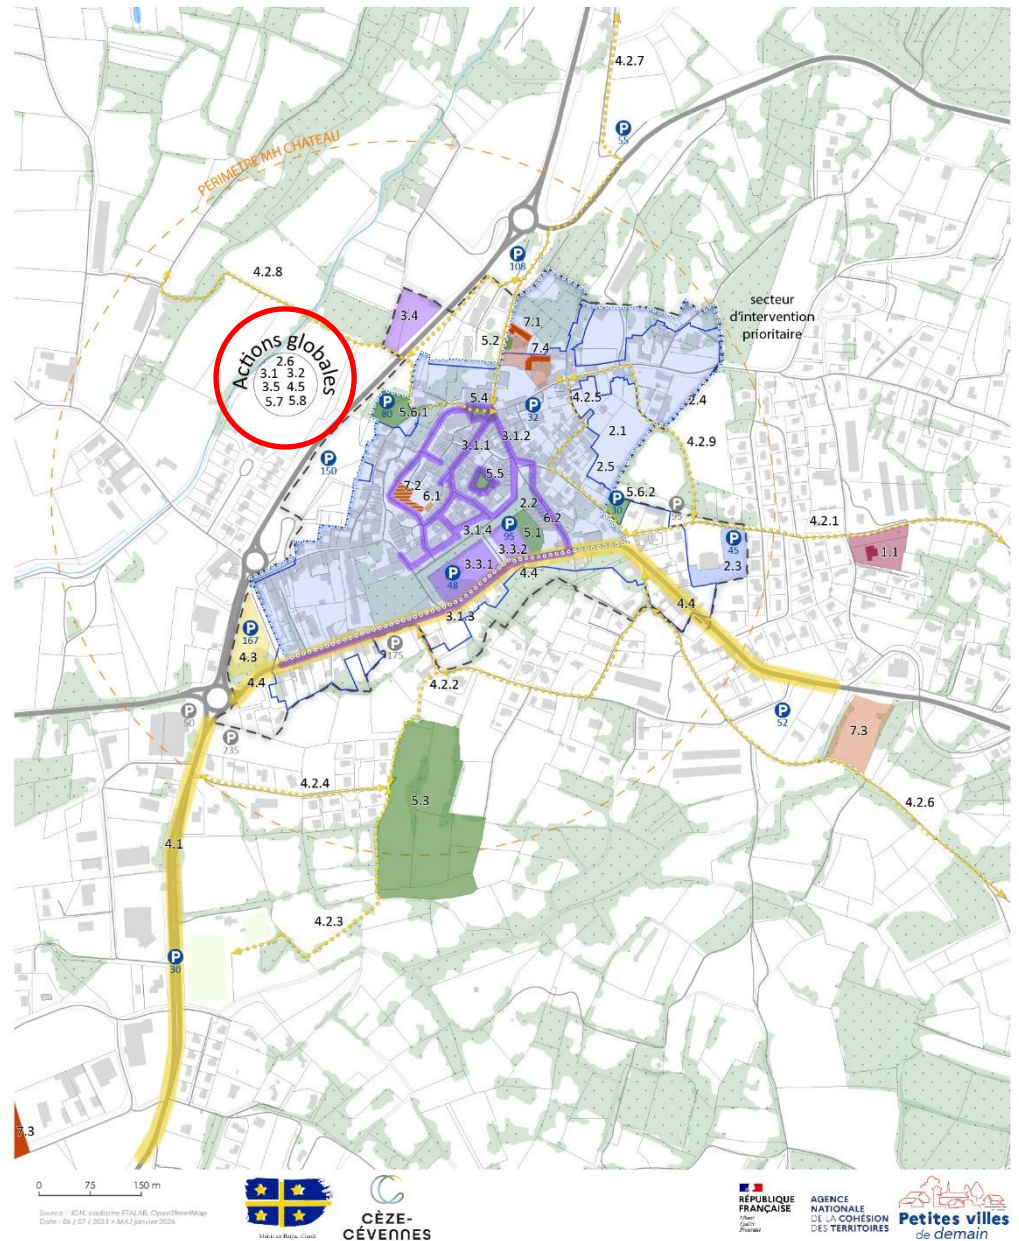 4.2.7
P
55
PÉRIMETRE MH CHATEAU
P
108
4.2.8
3.4
secteur
d'intervention
prioritaire
7.1
5.2
7.4
Actions globales
2.6
3.1 3.2
3.5 4.5
5.7 5.8
5.4
P
80
5.6.1
P
32
4.2.5
2.4
2.1
3.1.2
3.1.1
4.2.9
P
150
2.5
5.5
7.2
6.1
2.2
5.6.2
P
30
P
95
6.2
3.1.4
P
95
5.1
4.2.1
P
45
2.3
1.1
3.3.2
3.3.1
P
48
4.4
3.1.3
4.4
P
167
4.3
P
175
4.4
4.2.2
P
50
P
235
P
52
7.3
4.2.4
5.3
4.2.6
4.1
4.2.3
P
30
7.3
0 75 150 m
Source : IGN, cadastre ETALAB, OpenStreetMap
Date : 06 / 07 / 2023 > MAJ janvier 2026
CÈZE-
CÉVENNES
RÉPUBLIQUE
FRANÇAISE
Liberté
Égalité
Fraternité
AGENCE
NATIONALE
DE LA COHÉSION
DES TERRITOIRES
Petites villes
de demain